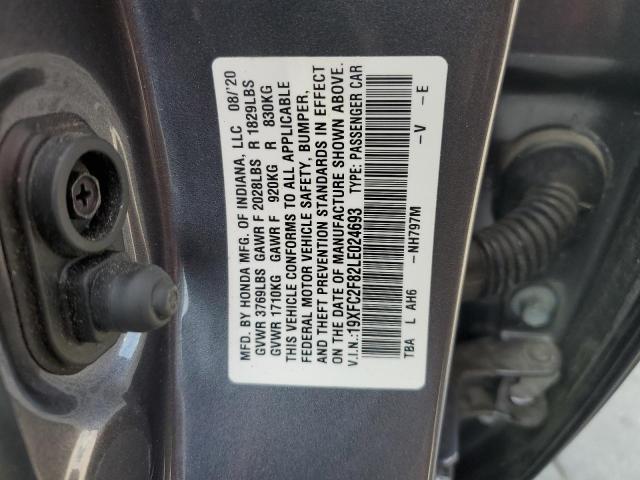 MFD. BY HONDA MFG. OF INDIANA, LLC 08/'20
GVWR 3769LBS GAWR F 2028LBS R 1829LBS
GVWR 1710KG GAWR F 920KG R 830KG
THIS VEHICLE CONFORMS TO ALL APPLICABLE
FEDERAL MOTOR VEHICLE SAFETY, BUMPER,
AND THEFT PREVENTION STANDARDS IN EFFECT
ON THE DATE OF MANUFACTURE SHOWN ABOVE.
V.I.N.:19XFC2F82LE024693 TYPE: PASSENGER CAR
TBA L AH6 -NH797M -V -E